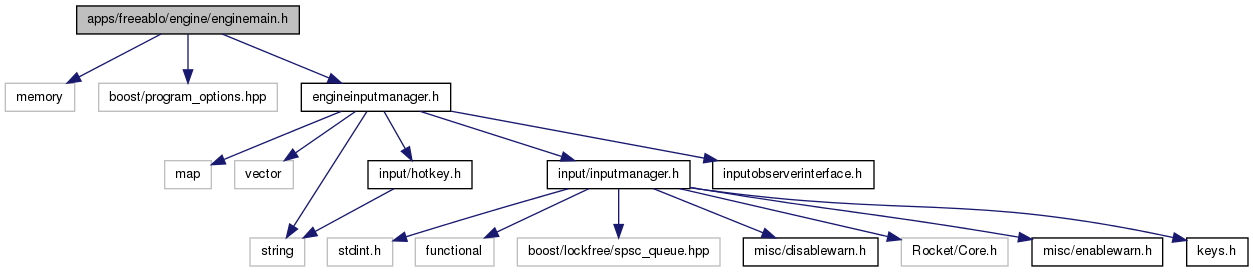 apps/freeablo/engine/enginemain.h
memory
boost/program_options.hpp
engineinputmanager.h
map
vector
input/hotkey.h
input/inputmanager.h
inputobserverinterface.h
string
stdint.h
functional
boost/lockfree/spsc_queue.hpp
misc/disablewarn.h
Rocket/Core.h
misc/enablewarn.h
keys.h